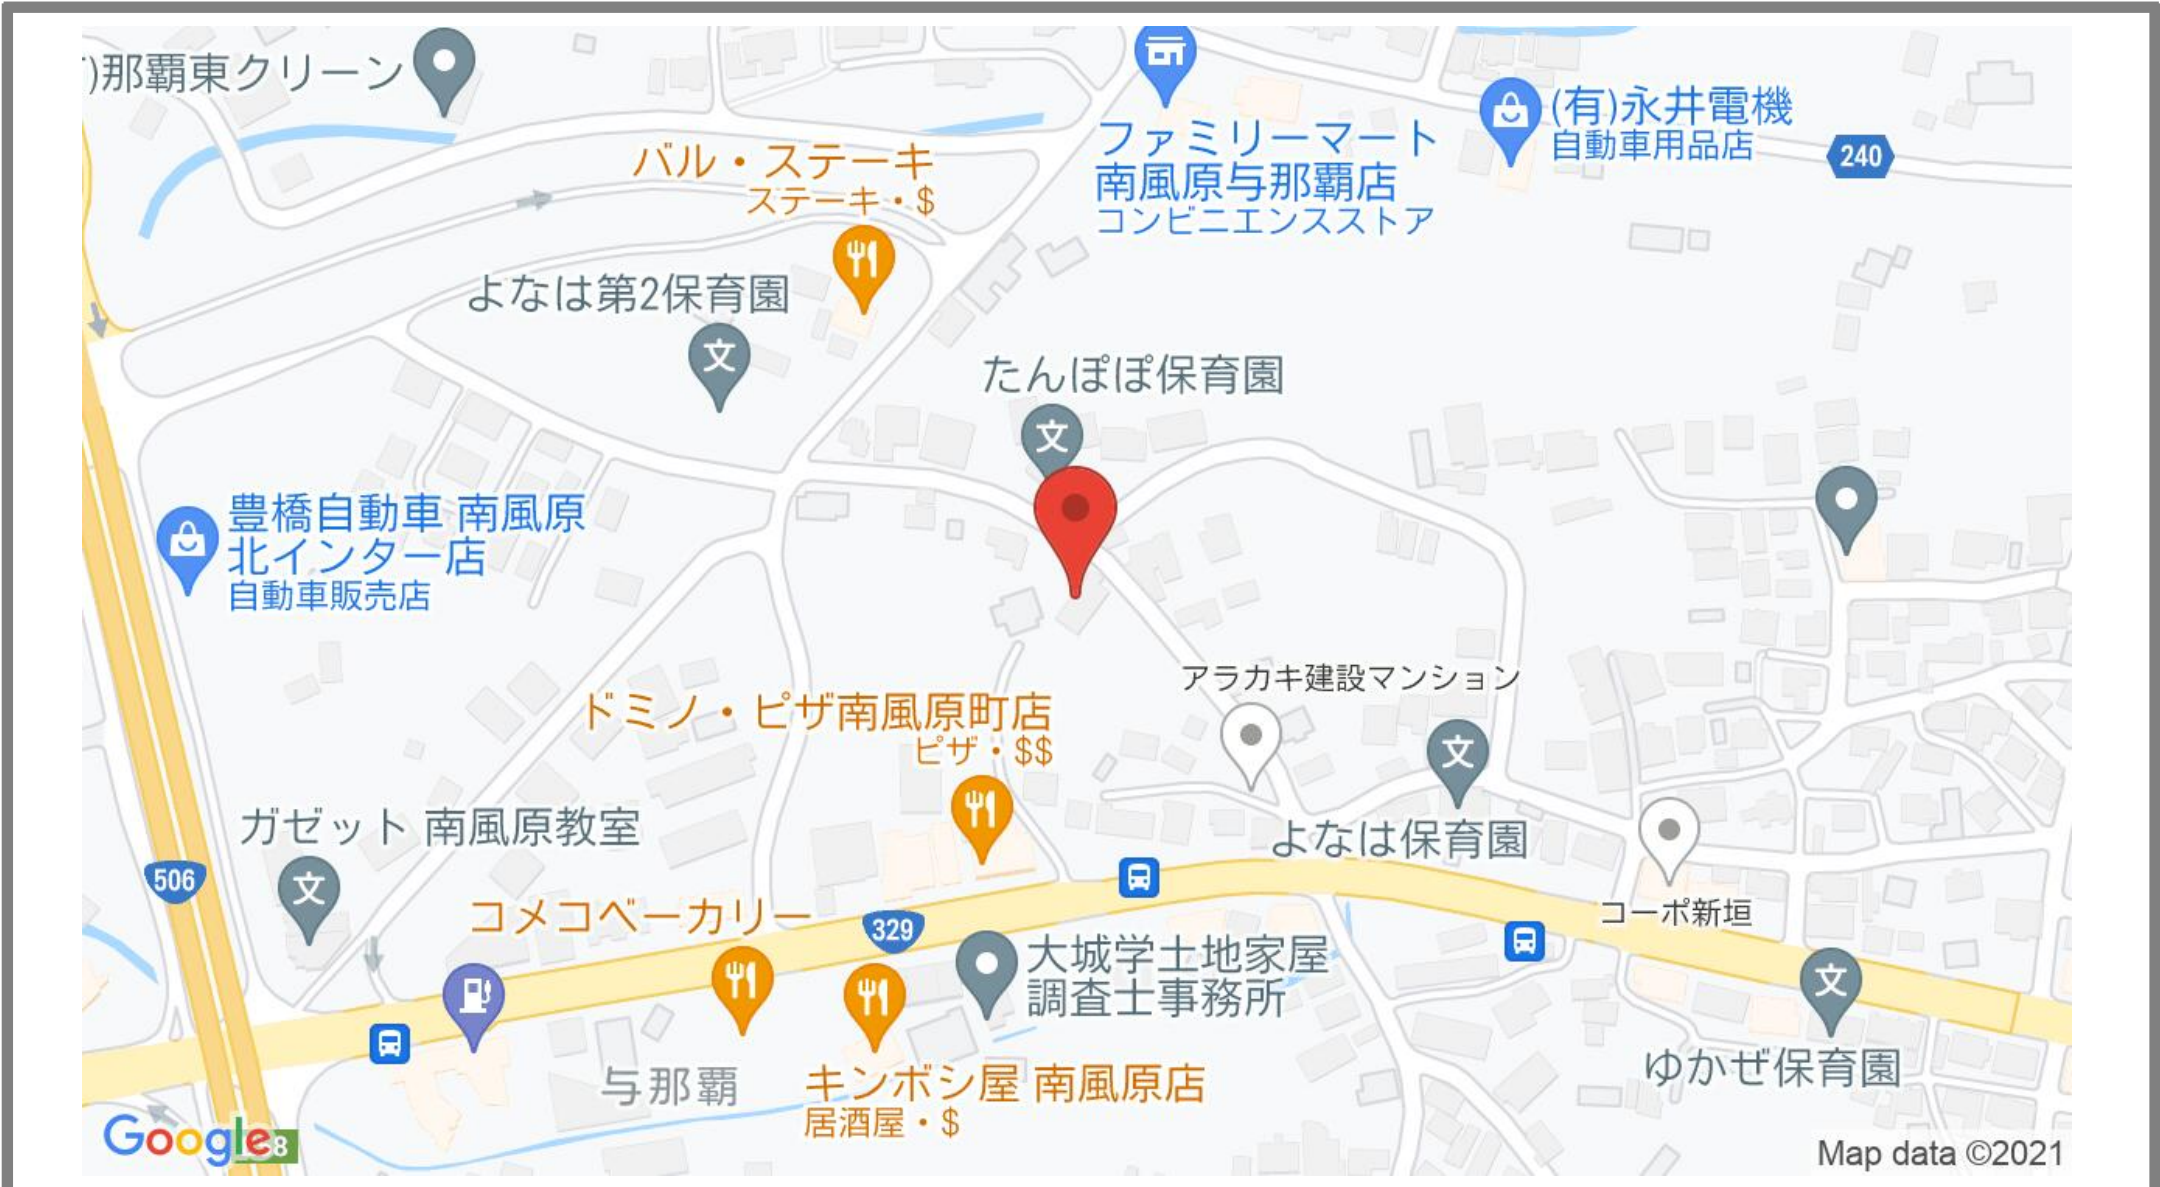 )那覇東クリーン
ファミリーマート
南風原与那覇店
コンビニエンスストア
(有)永井電機
自動車用品店
240
バル・ステーキ
ステーキ・$
よなは第2保育園
文
たんぽぽ保育園
文
豊橋自動車 南風原
北インター店
自動車販売店
アラカキ建設マンション
ドミノ・ピザ南風原町店
ピザ・$$
文
よなは保育園
ガゼット 南風原教室
文
506
コメコベーカリー
329
コーポ新垣
大城学土地家屋
調査士事務所
文
ゆかぜ保育園
与那覇
キンボシ屋 南風原店
居酒屋・$
Google
8
Map data ©2021